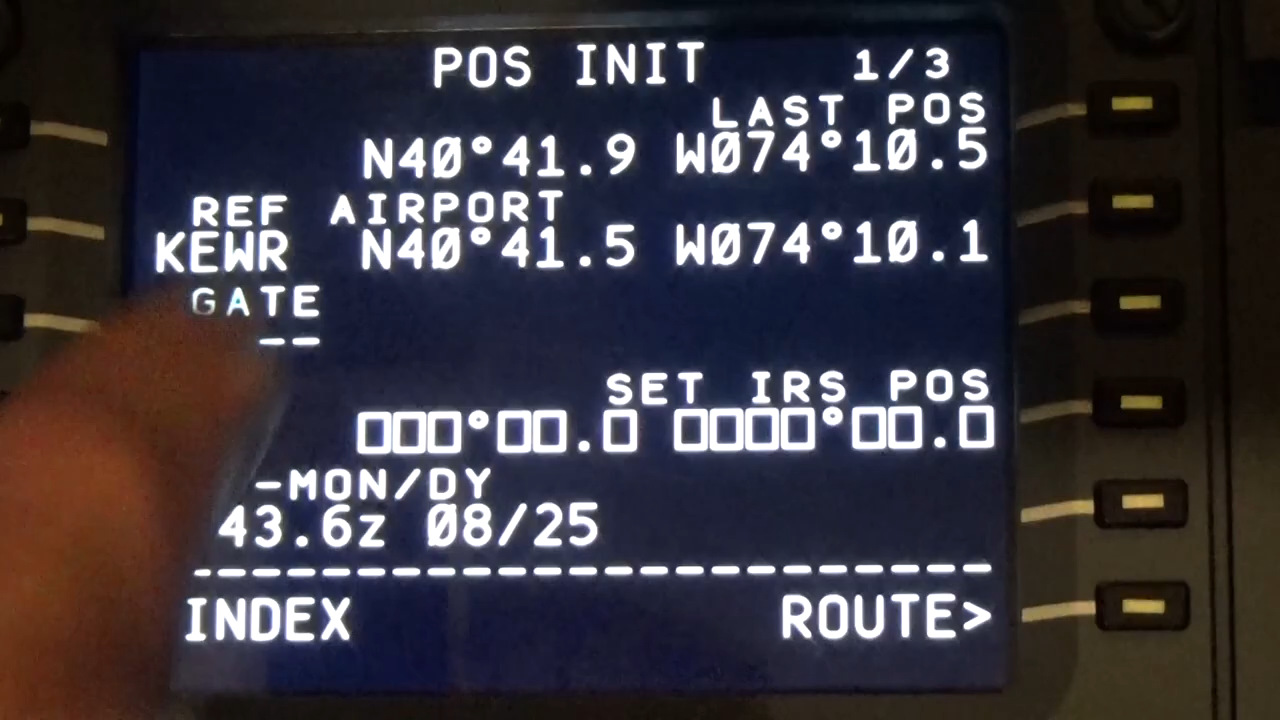 POS INIT 1/3
LAST POS
N40°41.9 W074°10.5
REF AIRPORT
KEWR N40°41.5 W074°10.1
GATE
--
SET IRS POS
□□□°□□.□ □□□□°□□.□
-MON/DY
43.6z 08/25
------------------------
INDEX ROUTE>